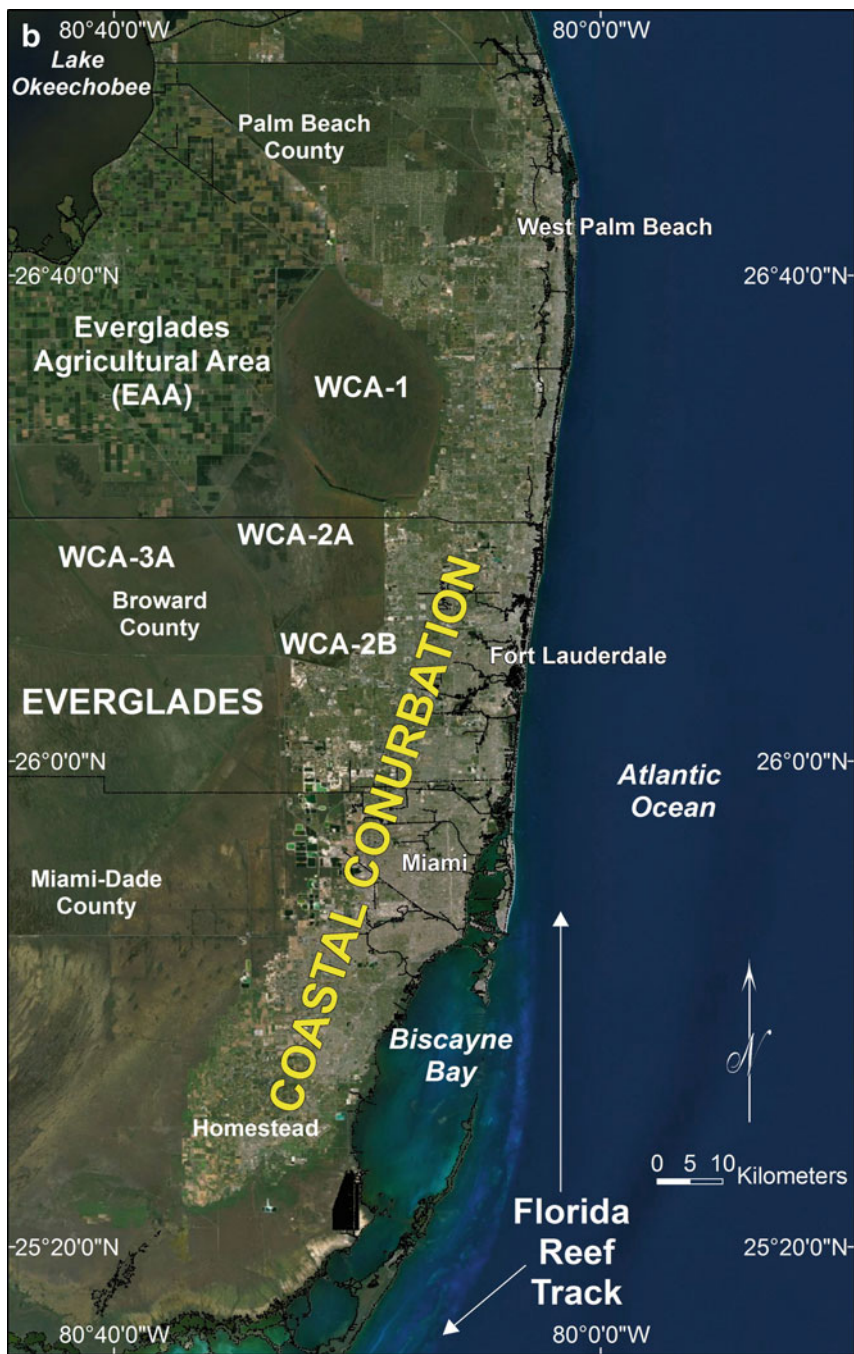 80°40'0"W
80°0'0"W
b
Lake
Okeechobee
Palm Beach
County
West Palm Beach
26°40'0"N
26°40'0"N
Everglades
Agricultural Area
(EAA)
WCA-1
WCA-2A
WCA-3A
Broward
County
WCA-2B
COASTAL CONURBATION
Fort Lauderdale
EVERGLADES
26°0'0"N
26°0'0"N
Atlantic
Ocean
Miami
Miami-Dade
County
Biscayne
Bay
N
Homestead
0 5 10
Kilometers
Florida
Reef
Track
25°20'0"N
25°20'0"N
80°40'0"W
80°0'0"W